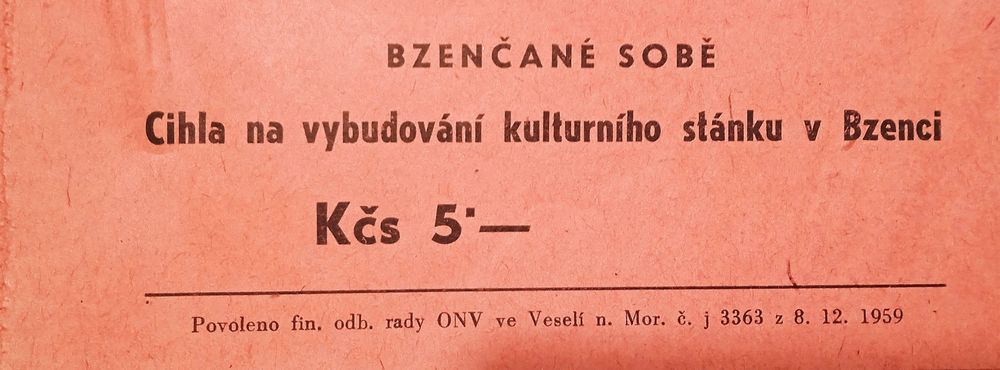 BZENČANÉ SOBĚ
Cihla na vybudování kulturního stánku v Bzenci
Kčs 5·—
Povoleno fin. odb. rady ONV ve Veselí n. Mor. č. j 3363 z 8. 12. 1959